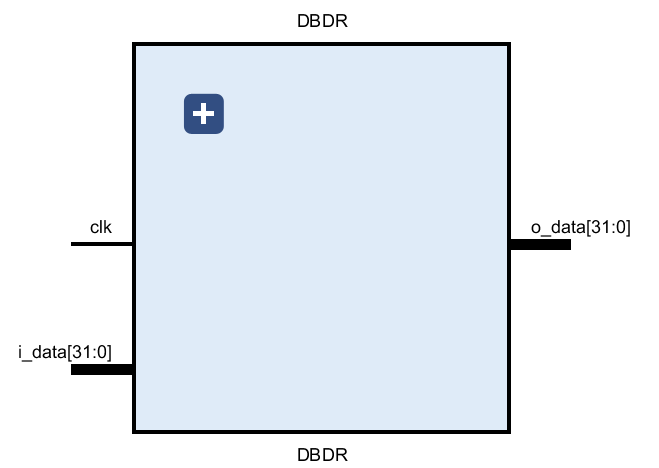 DBDR
clk
o_data[31:0]
i_data[31:0]
DBDR